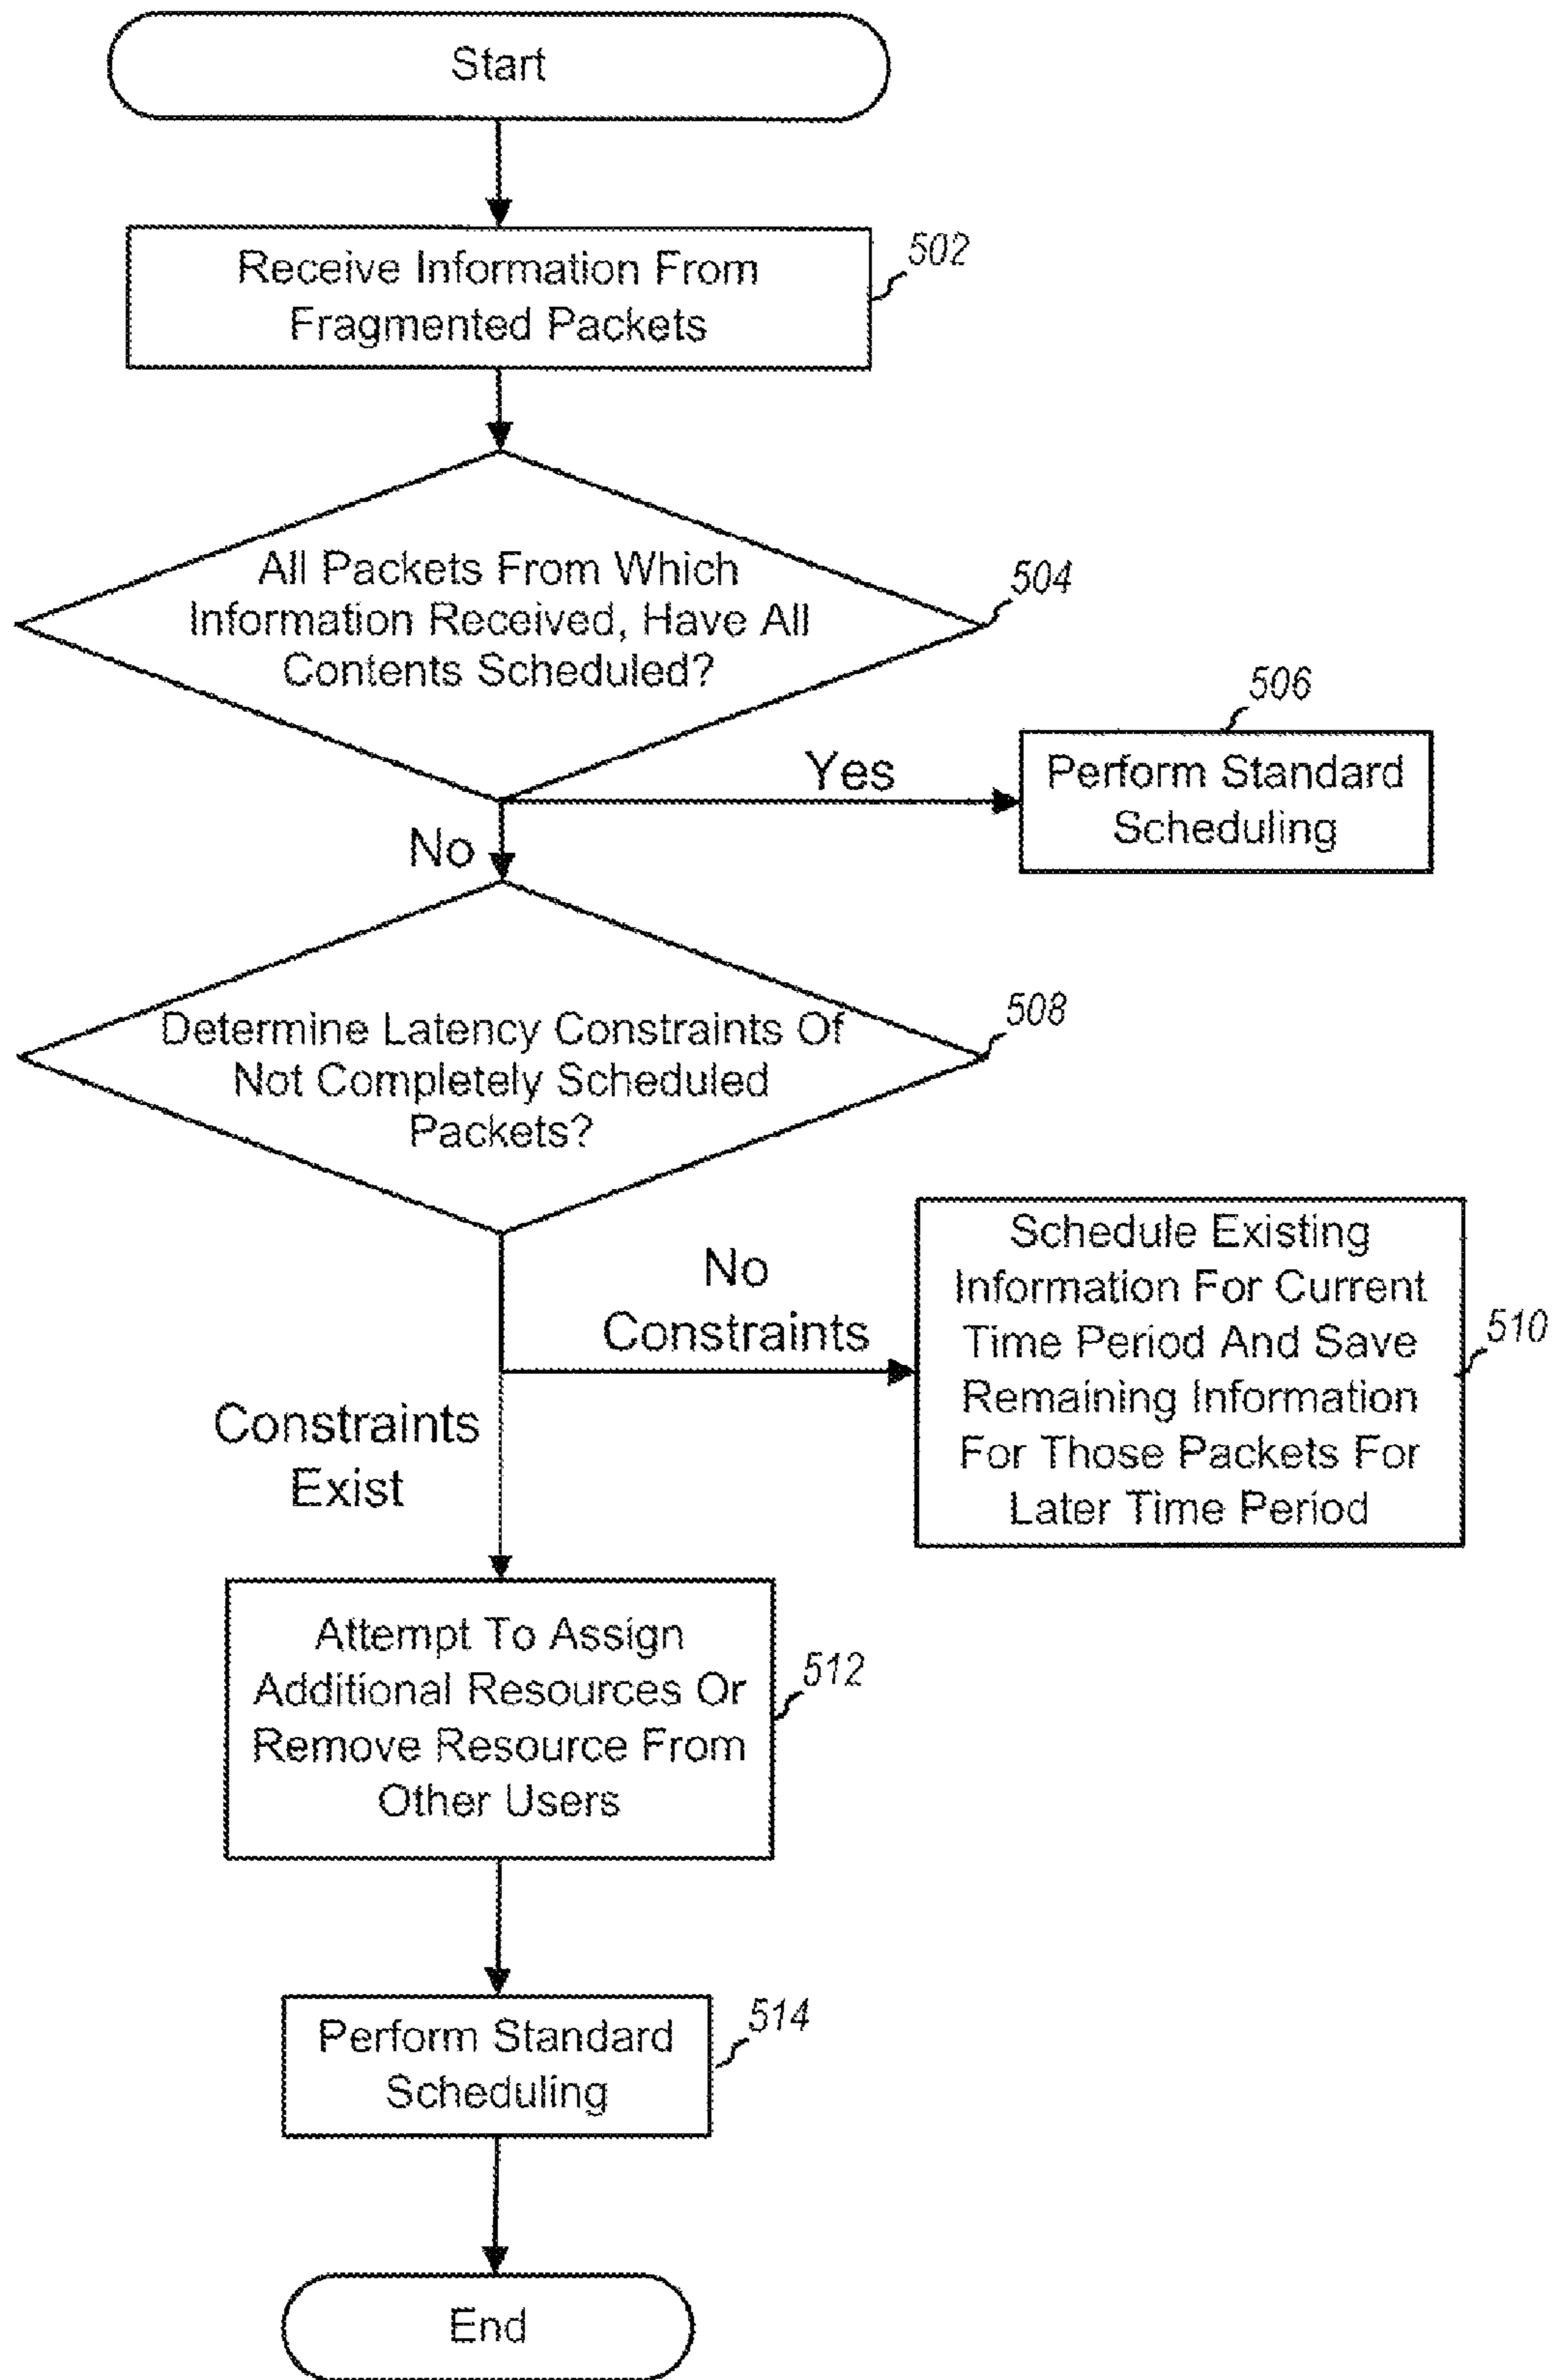 Start
Receive Information From
Fragmented Packets
502
All Packets From Which
Information Received, Have All
Contents Scheduled?
504
Yes
506
Perform Standard
Scheduling
No
Determine Latency Constraints Of
Not Completely Scheduled
Packets?
508
No
Constraints
Schedule Existing
Information For Current
Time Period And Save
Remaining Information
For Those Packets For
Later Time Period
510
Constraints
Exist
Attempt To Assign
Additional Resources Or
Remove Resource From
Other Users
512
Perform Standard
Scheduling
514
End